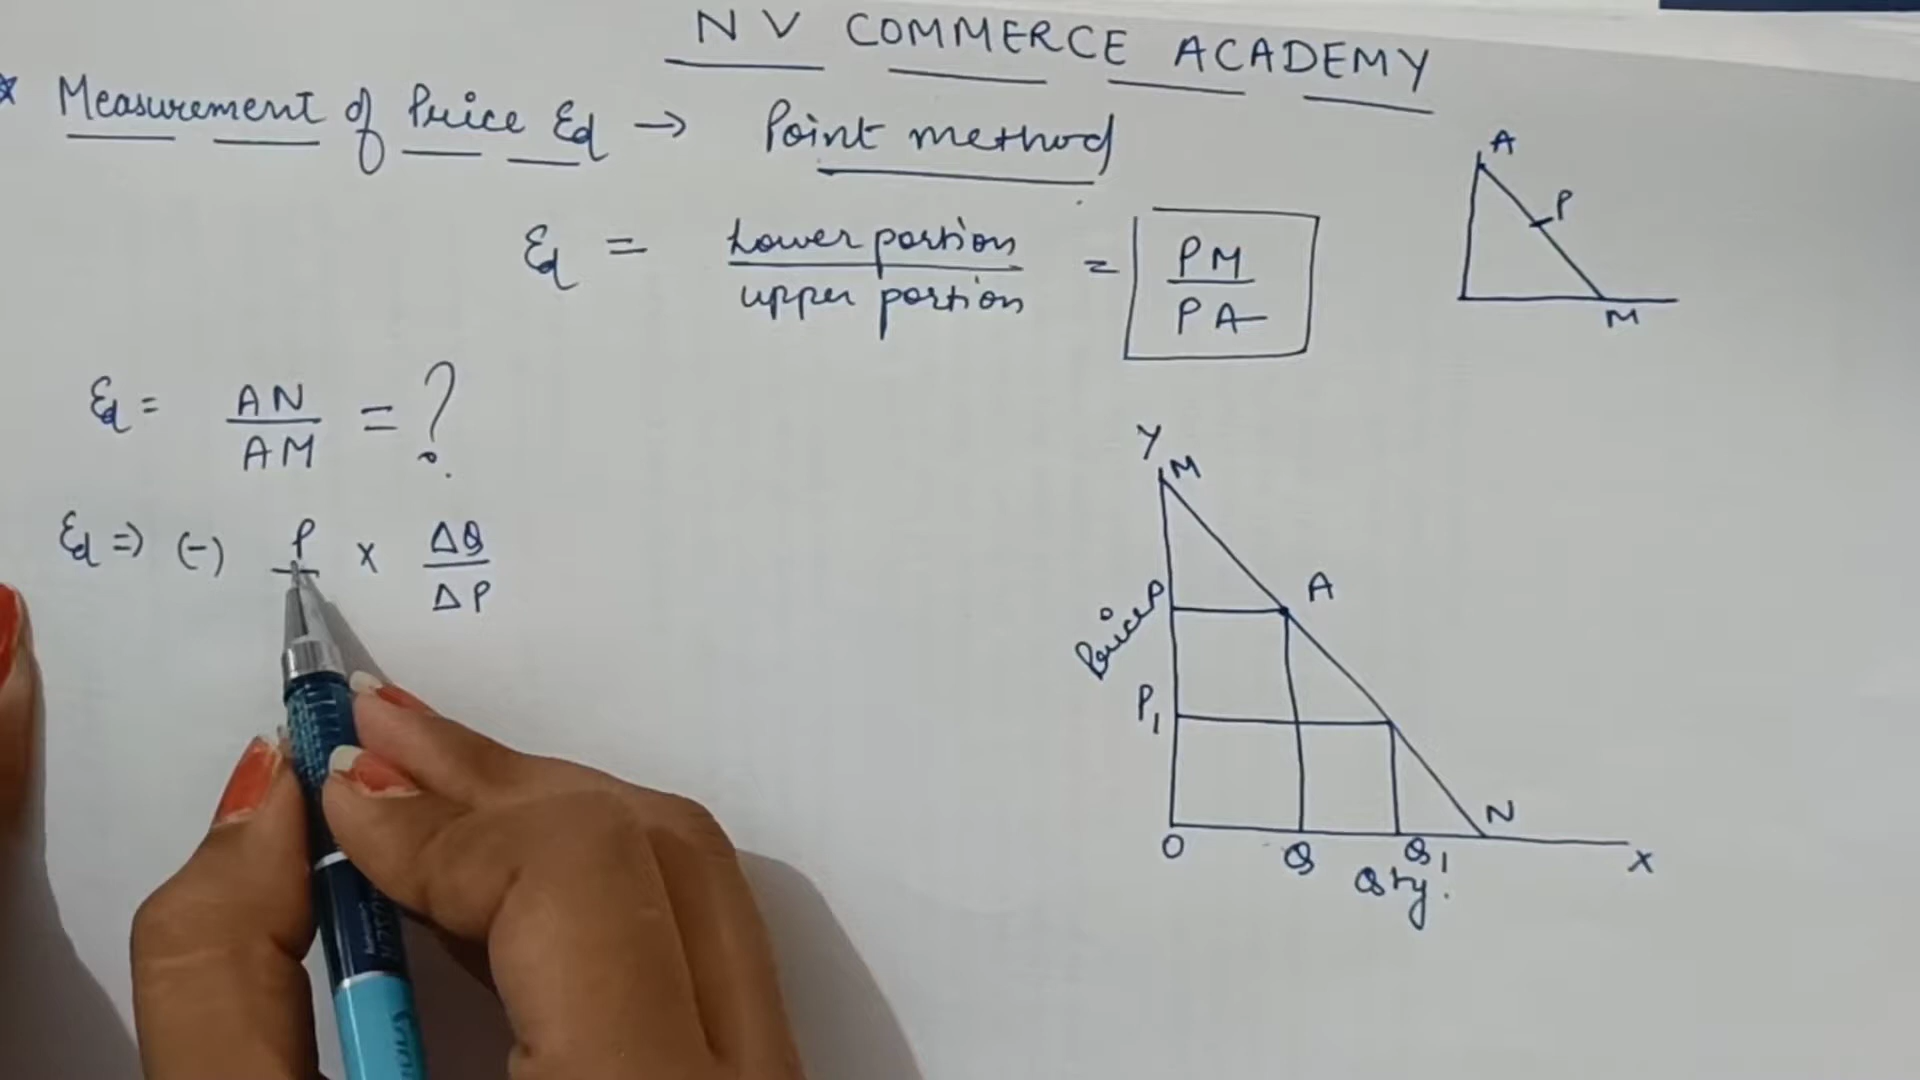 N V COMMERCE ACADEMY
* Measurement of Price Ed → Point method
Ed = Lower portion / upper portion = PM / PA
A
P
M
Ed = AN / AM = ?
Ed ⇒ (-) P / × ΔQ / ΔP
Y
M
Price
P
A
P1
N
O
Q
Q1
X
Qty.